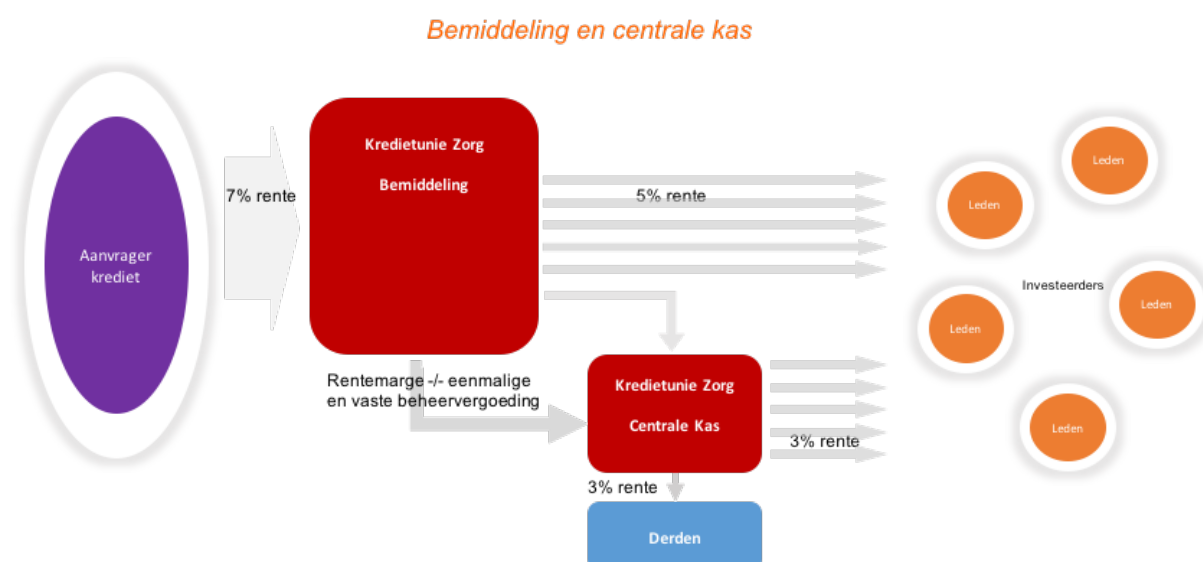 Bemiddeling en centrale kas
Kredietunie Zorg
Bemiddeling
7% rente
5% rente
Aanvrager
krediet
Leden
Leden
Investeerders
Leden
Leden
Leden
Rentemarge -/- eenmalige
en vaste beheervergoeding
Kredietunie Zorg
Centrale Kas
3% rente
3% rente
Derden